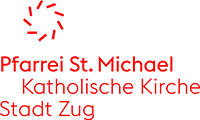 Pfarrei St. Michael
Katholische Kirche
Stadt Zug